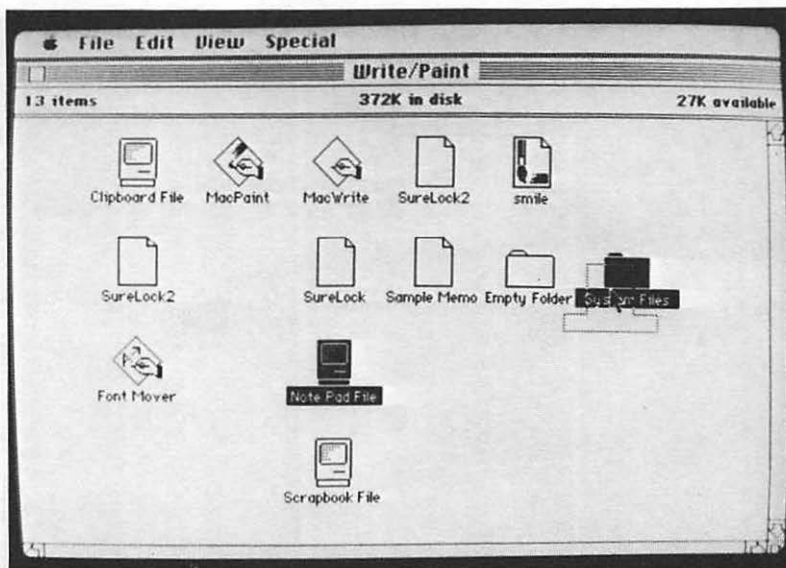 File Edit View Special
Write/Paint
13 items 372K in disk 27K available
Clipboard File MacPaint MacWrite SureLock2 smile
SureLock2 SureLock Sample Memo Empty Folder System Files
Font Mover Note Pad File
Scrapbook File